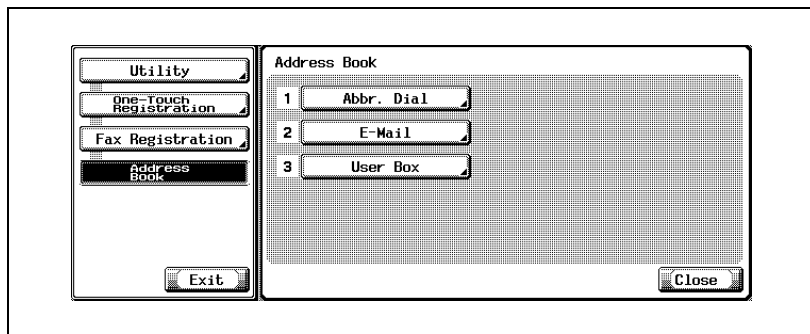 Utility
One-Touch
Registration
Fax Registration
Address
Book
Exit
Address Book
1 Abbr. Dial
2 E-Mail
3 User Box
Close